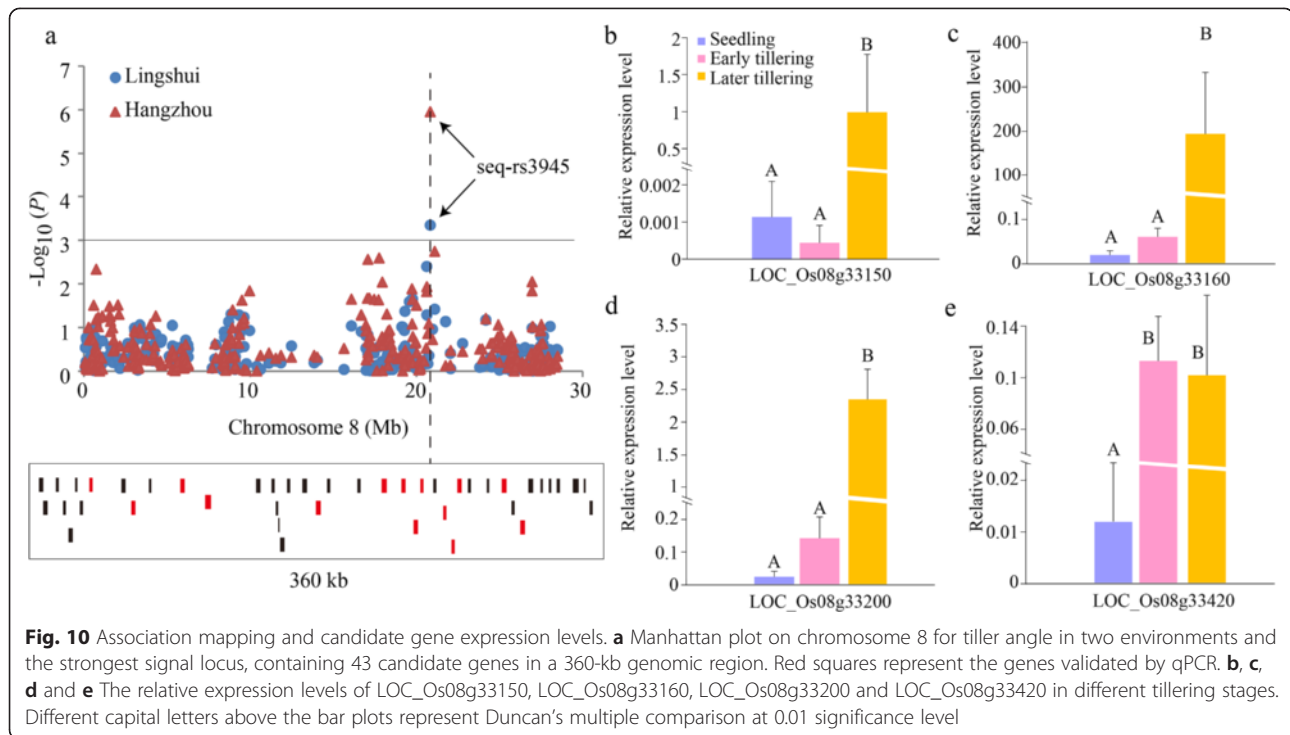 a
7
6
5
4
3
2
1
0
-Log10 (P)
Lingshui
Hangzhou
seq-rs3945
0
10
20
30
Chromosome 8 (Mb)
360 kb
b
Seedling
Early tillering
Later tillering
Relative expression level
2
1.5
1
0.5
0.002
0.001
0
A
A
B
LOC_Os08g33150
c
Relative expression level
400
300
200
100
0.1
0
A
A
B
LOC_Os08g33160
d
Relative expression level
3.5
3
2.5
2
1.5
1
0.2
0.1
0
A
A
B
LOC_Os08g33200
e
Relative expression level
0.14
0.1
0.06
0.02
0.01
0
A
B
B
LOC_Os08g33420
Fig. 10 Association mapping and candidate gene expression levels. a Manhattan plot on chromosome 8 for tiller angle in two environments and
the strongest signal locus, containing 43 candidate genes in a 360-kb genomic region. Red squares represent the genes validated by qPCR. b, c,
d and e The relative expression levels of LOC_Os08g33150, LOC_Os08g33160, LOC_Os08g33200 and LOC_Os08g33420 in different tillering stages.
Different capital letters above the bar plots represent Duncan's multiple comparison at 0.01 significance level